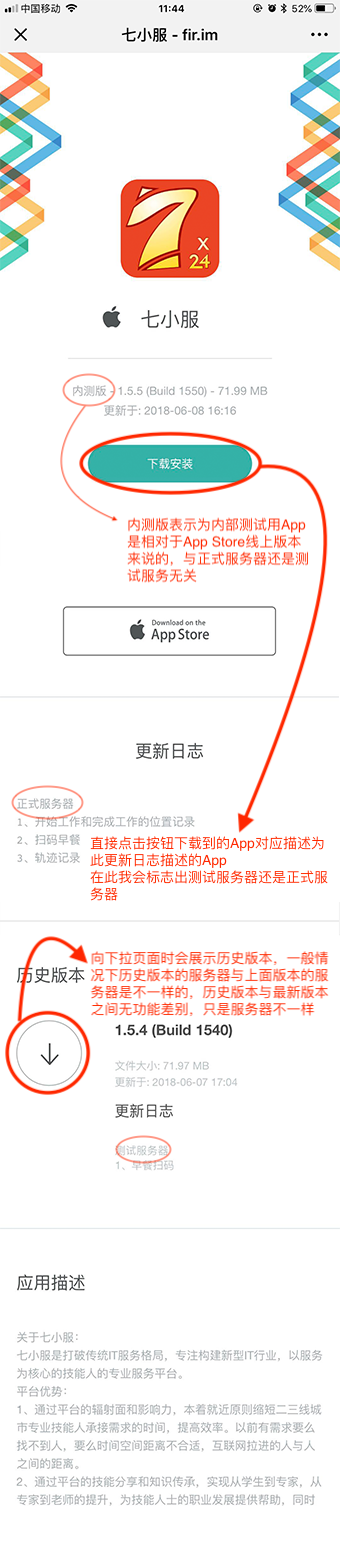 中国移动
11:44
52%
七小服 - fir.im
7
X
24
七小服
内测版 - 1.5.5 (Build 1550) - 71.99 MB
更新于: 2018-06-08 16:16
下载安装
内测版表示为内部测试用App
是相对于App Store线上版本
来说的，与正式服务器还是测
试服务无关
Download on the
App Store
更新日志
正式服务器
1、开始工作和完成工作的位置记录
2、扫码早餐
3、轨迹记录
直接点击按钮下载到的App对应描述为
此更新日志描述的App
在此我会标志出测试服务器还是正式服
务器
历史版本
向下拉页面时会展示历史版本，一般情
况下历史版本的服务器与上面版本的服
务器是不一样的，历史版本与最新版本
之间无功能差别，只是服务器不一样
1.5.4 (Build 1540)
文件大小: 71.97 MB
更新于: 2018-06-07 17:04
更新日志
测试服务器
1、早餐扫码
应用描述
关于七小服：
七小服是打破传统IT服务格局，专注构建新型IT行业，以服务
为核心的技能人的专业服务平台。
平台优势：
1、通过平台的辐射面和影响力，本着就近原则缩短二三线城
市专业技能人承接需求的时间，提高效率。以前有需求要么
找不到人，要么时间空间距离不合适，互联网拉进的人与人
之间的距离。
2、通过平台的技能分享和知识传承，实现从学生到专家，从
专家到老师的提升，为技能人士的职业发展提供帮助，同时